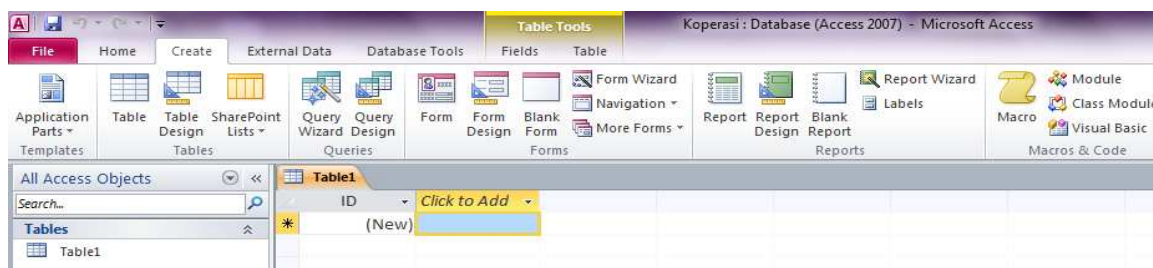 A
Table Tools
Koperasi : Database (Access 2007) - Microsoft Access
File Home Create External Data Database Tools Fields Table
Application Parts
Table
Table Design
SharePoint Lists
Query Wizard
Query Design
Form
Form Design
Blank Form
Form Wizard
Navigation
More Forms
Report
Report Design
Blank Report
Report Wizard
Labels
Macro
Module
Class Module
Visual Basic
Templates Tables Queries Forms Reports Macros & Code
All Access Objects
Search...
Tables
Table1
Table1
ID Click to Add
(New)